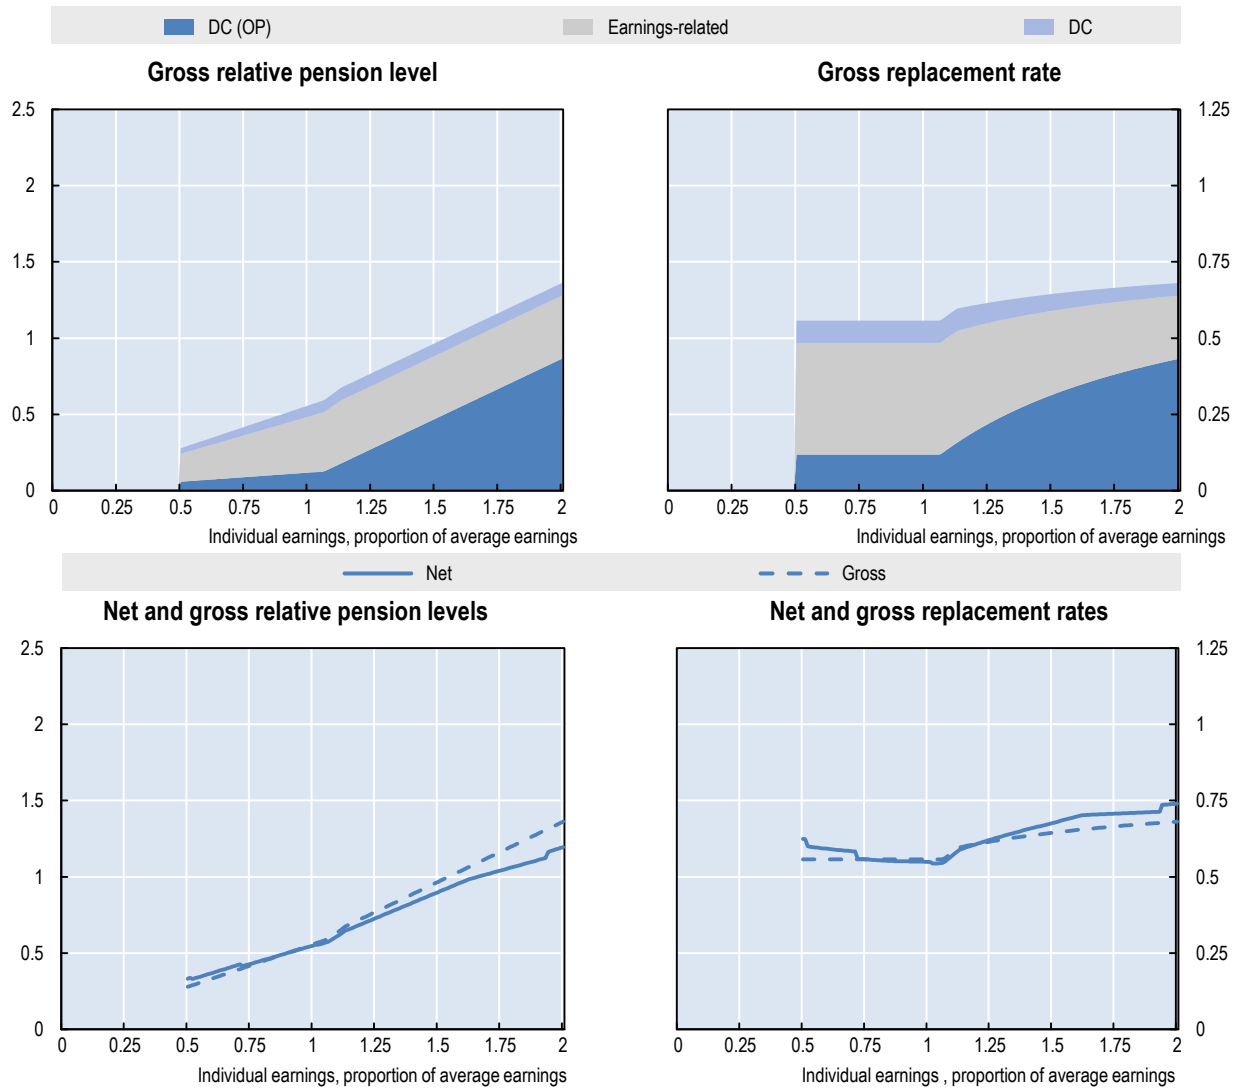 DC (OP) Earnings-related DC
Gross relative pension level
2.5
2
1.5
1
0.5
0
0 0.25 0.5 0.75 1 1.25 1.5 1.75 2
Individual earnings, proportion of average earnings
Gross replacement rate
1.25
1
0.75
0.5
0.25
0
0 0.25 0.5 0.75 1 1.25 1.5 1.75 2
Individual earnings, proportion of average earnings
Net Gross
Net and gross relative pension levels
2.5
2
1.5
1
0.5
0
0 0.25 0.5 0.75 1 1.25 1.5 1.75 2
Individual earnings, proportion of average earnings
Net and gross replacement rates
1.25
1
0.75
0.5
0.25
0
0 0.25 0.5 0.75 1 1.25 1.5 1.75 2
Individual earnings , proportion of average earnings